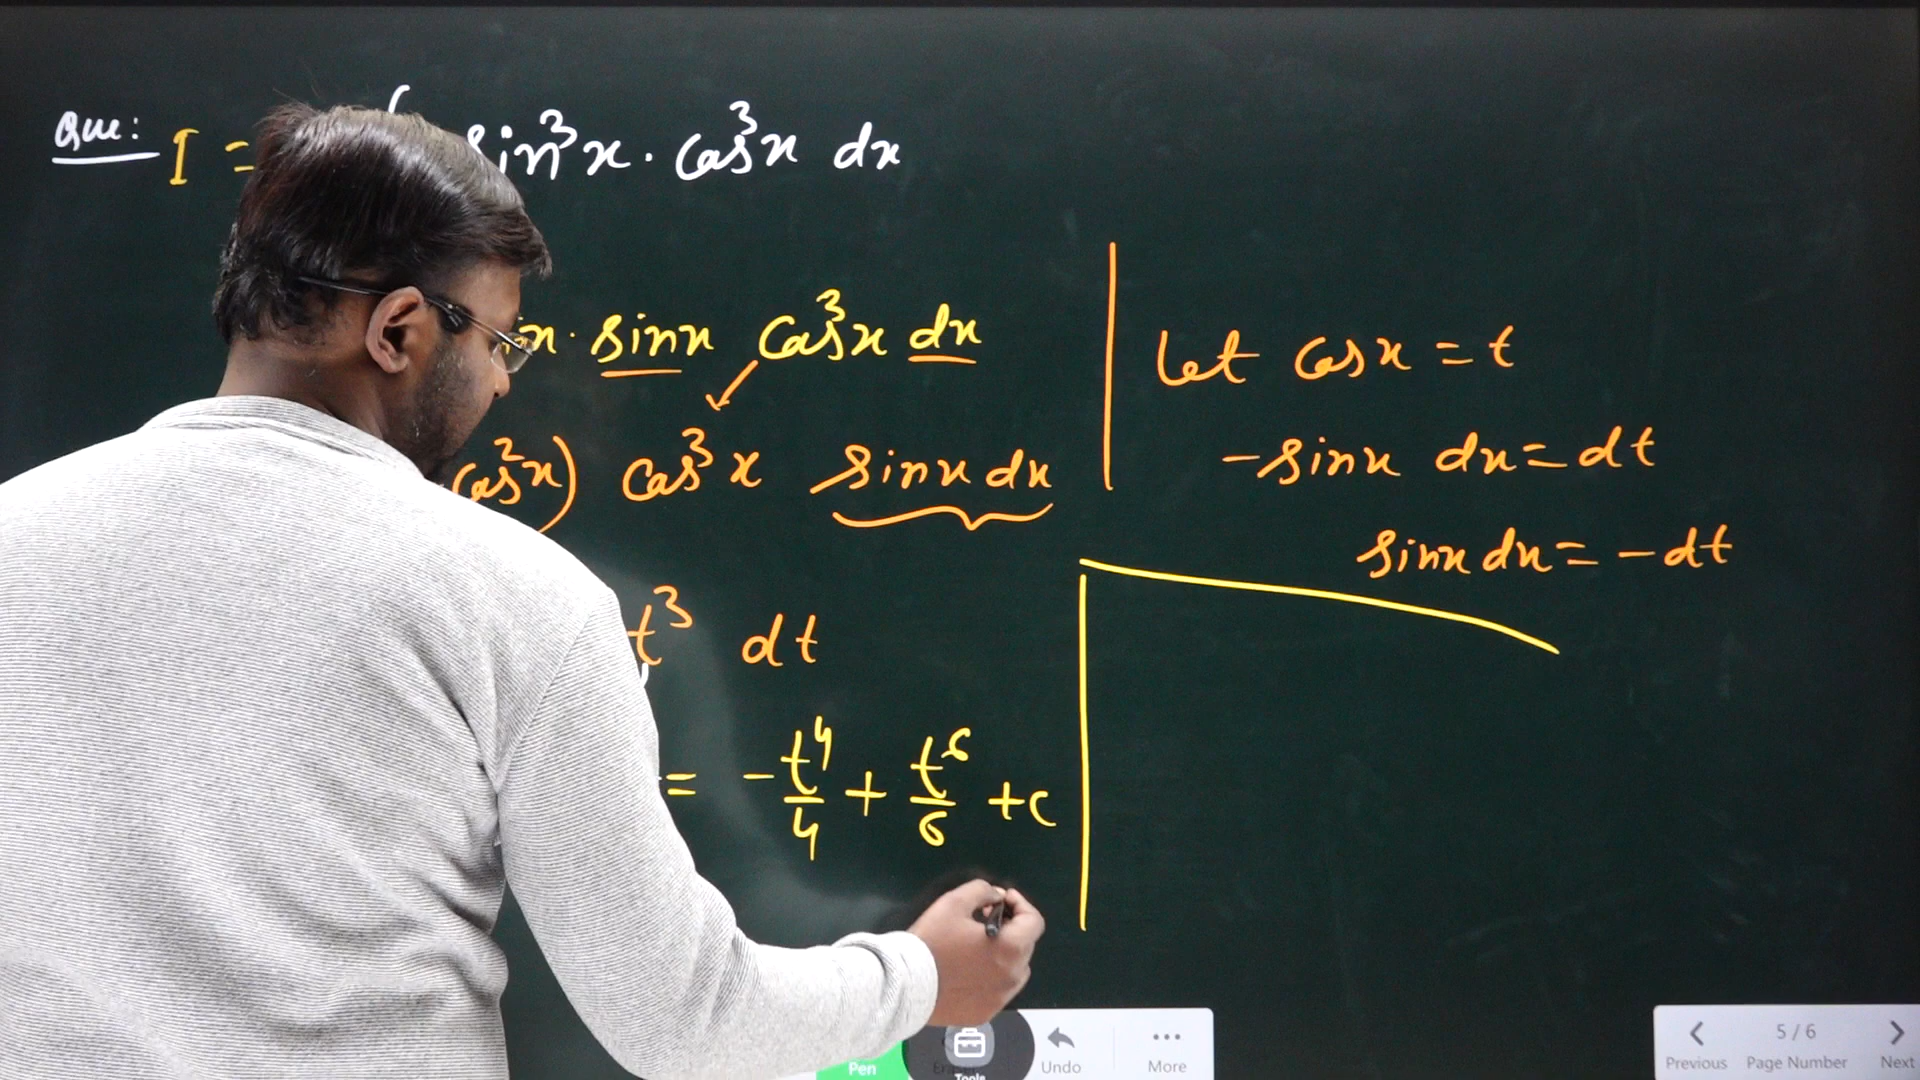 Que: I = sin³x · cos³x dx
sinx cos³x dx
cos²x) cos³x sinx dx
t³ dt
= -t⁴/4 + t⁶/6 + c
Let cosx = t
-sinx dx = dt
sinx dx = -dt
Pen
Tools
Undo
More
Previous
5 / 6
Page Number
Next